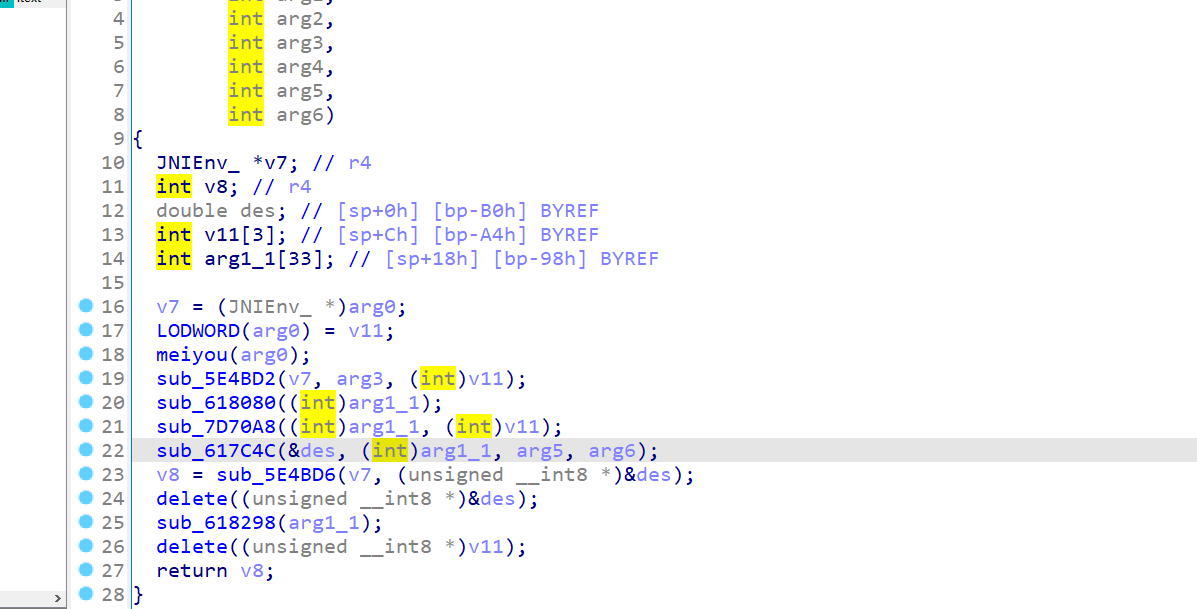 4 int arg2,
5 int arg3,
6 int arg4,
7 int arg5,
8 int arg6)
9 {
10 JNIEnv_ *v7; // r4
11 int v8; // r4
12 double des; // [sp+0h] [bp-B0h] BYREF
13 int v11[3]; // [sp+Ch] [bp-A4h] BYREF
14 int arg1_1[33]; // [sp+18h] [bp-98h] BYREF
15
16 v7 = (JNIEnv_ *)arg0;
17 LODWORD(arg0) = v11;
18 meiyou(arg0);
19 sub_5E4BD2(v7, arg3, (int)v11);
20 sub_618080((int)arg1_1);
21 sub_7D70A8((int)arg1_1, (int)v11);
22 sub_617C4C(&des, (int)arg1_1, arg5, arg6);
23 v8 = sub_5E4BD6(v7, (unsigned __int8 *)&des);
24 delete((unsigned __int8 *)&des);
25 sub_618298(arg1_1);
26 delete((unsigned __int8 *)v11);
27 return v8;
28 }